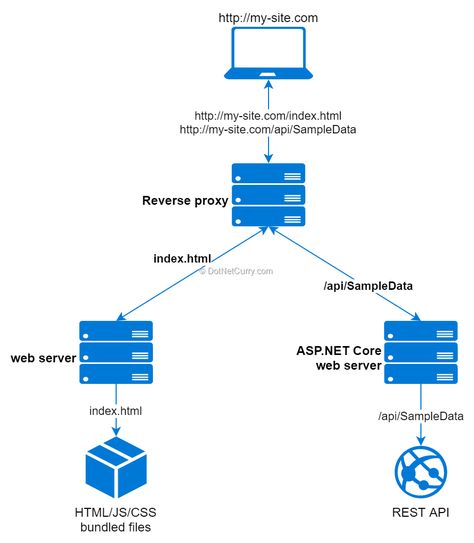 http://my-site.com
http://my-site.com/index.html
http://my-site.com/api/SampleData
Reverse proxy
index.html
© DotNetCurry.com
/api/SampleData
web server
ASP.NET Core
web server
index.html
/api/SampleData
HTML/JS/CSS
bundled files
REST API